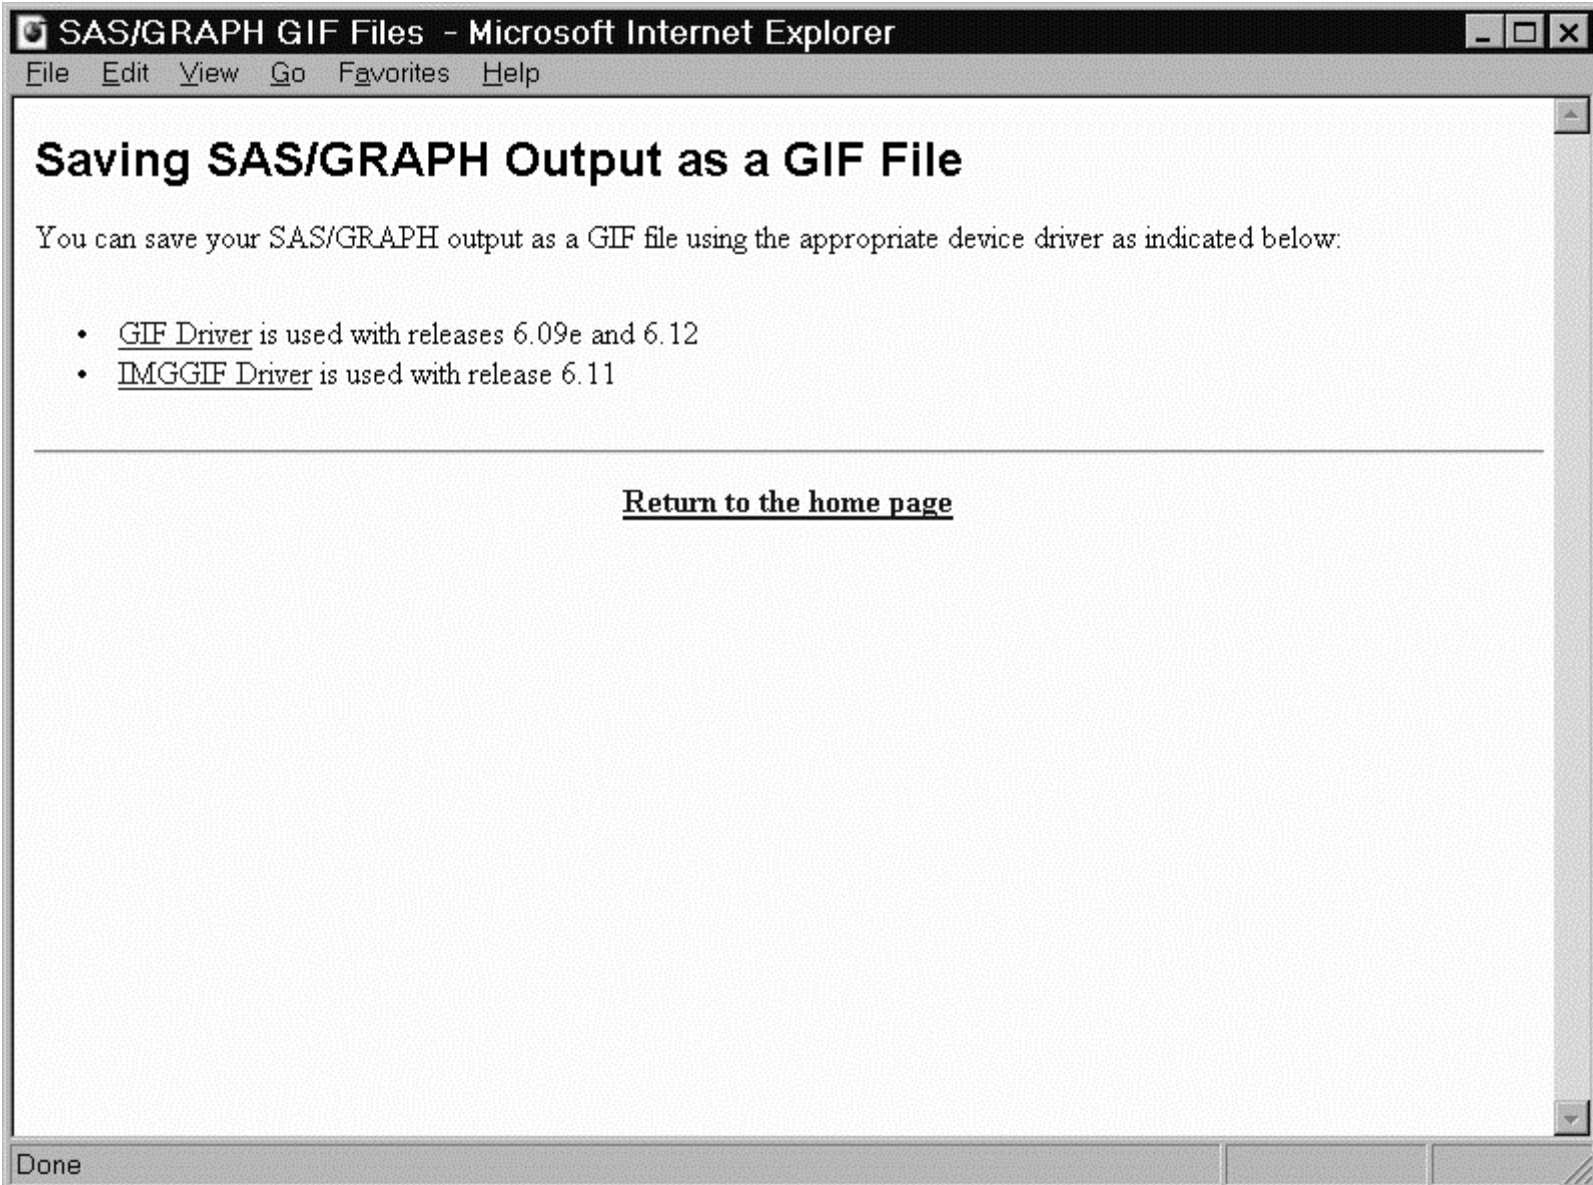 SAS/GRAPH GIF Files - Microsoft Internet Explorer
File Edit View Go Favorites Help
Saving SAS/GRAPH Output as a GIF File
You can save your SAS/GRAPH output as a GIF file using the appropriate device driver as indicated below:
• GIF Driver is used with releases 6.09e and 6.12
• IMGGIF Driver is used with release 6.11
Return to the home page
Done